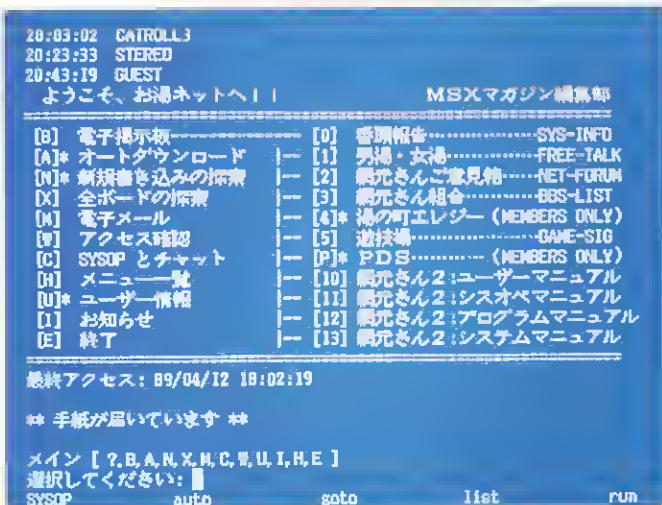 20:03:02 CATROLL3
20:23:33 STEREO
20:43:19 GUEST
ようこそ、お湯ネットへ!! MSXマガジン編集部
[B] 電子掲示板 [0] 番頭報告 SYS-INFO
[A]* オートダウンロード [1] 男湯・女湯 FREE-TALK
[N]* 新規書き込みの探索 [2] 網元さんご意見箱 NET-FORUM
[X] 全ボードの探索 [3] 網元さん組合 BBS-LIST
[M] 電子メール [4]* 湯の町エレジー (MEMBERS ONLY)
[W] アクセス確認 [5] 遊技場 GAME-SIG
[C] SYSOP とチャット [P]* PDS (MEMBERS ONLY)
[H] メニュー一覧 [10] 網元さん2:ユーザーマニュアル
[U]* ユーザー情報 [11] 網元さん2:シスオペマニュアル
[I] お知らせ [12] 網元さん2:プログラムマニュアル
[E] 終了 [13] 網元さん2:システムマニュアル
最終アクセス: 89/04/12 18:02:19
** 手紙が届いています **
メイン [ ?,B,A,N,X,M,C,W,U,I,H,E ]
選択してください:
SYSOP auto goto list run